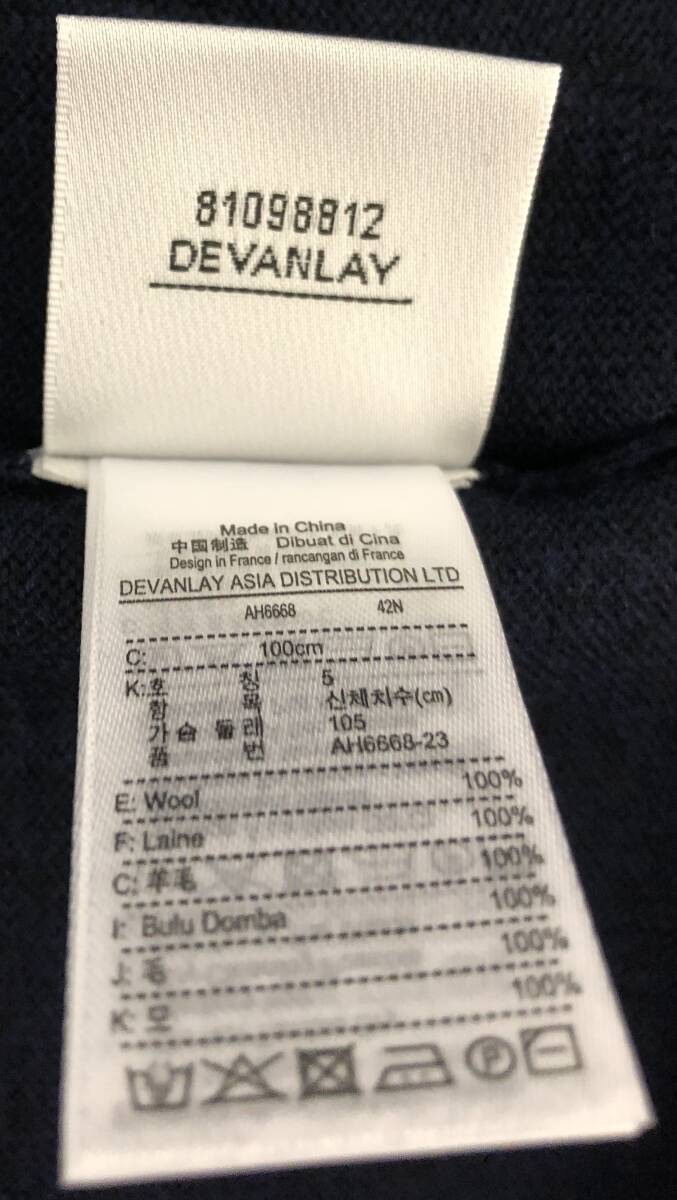 81098812
DEVANLAY
Made in China
中国制造 Dibuat di Cina
Design in France / rancangan di France
DEVANLAY ASIA DISTRIBUTION LTD
AH6668 42N
C: 100cm
K: 호 칭 5
항 목 신체치수(cm)
가슴 둘레 105
품 번 AH6668-23
E: Wool 100%
F: Laine 100%
C: 羊毛 100%
I: Bulu Domba 100%
J: 毛 100%
K: 모 100%
P